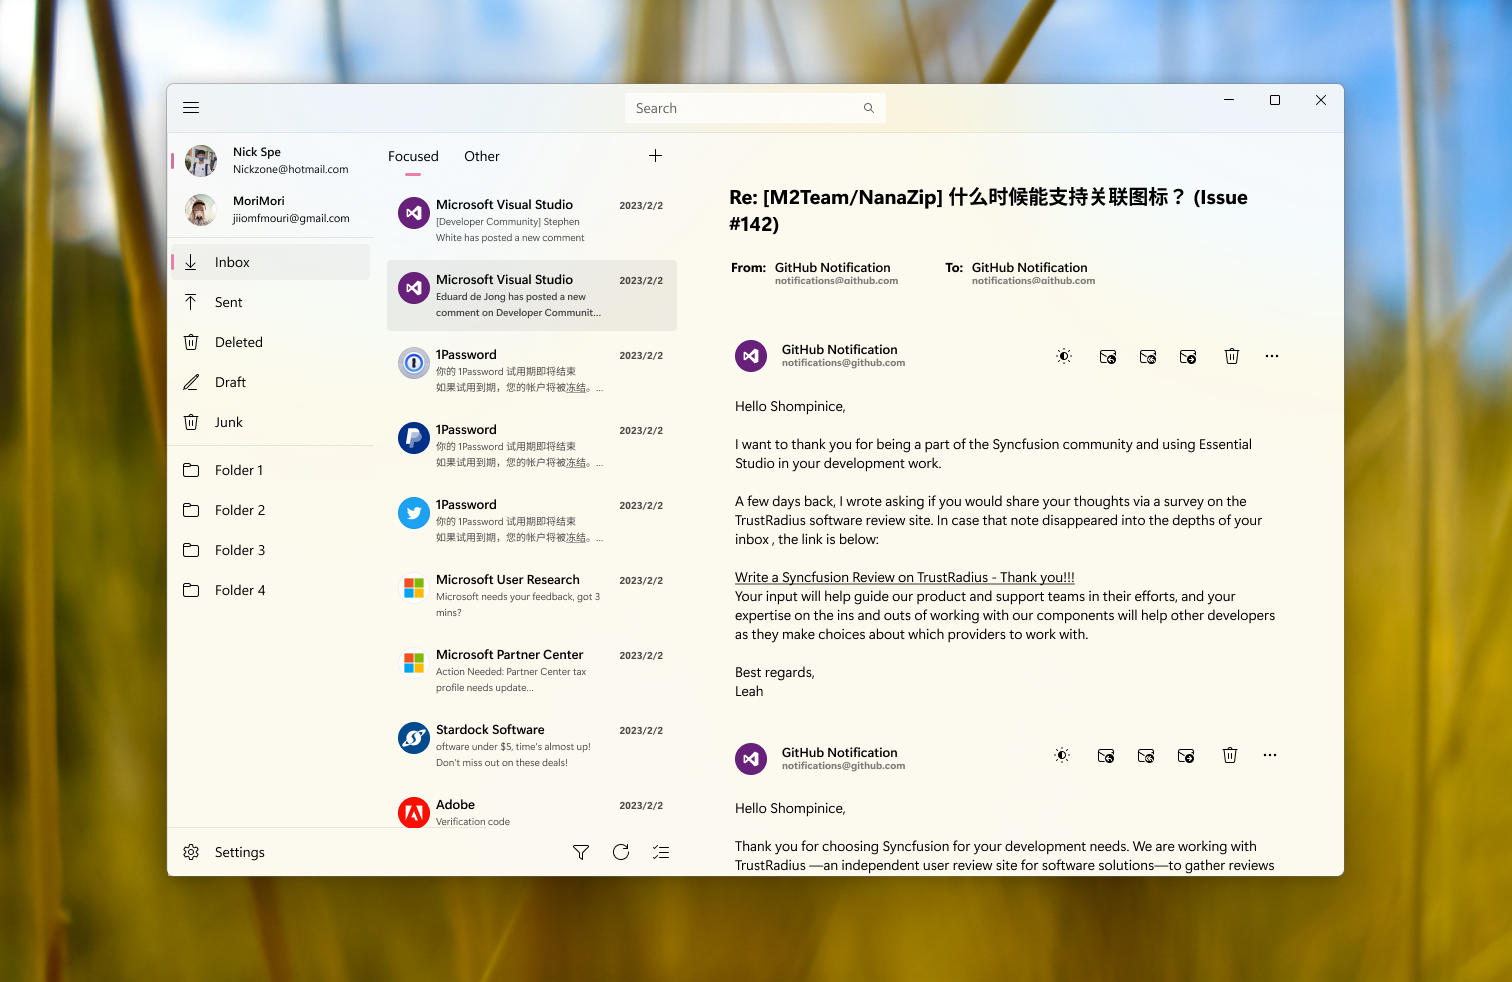 Search
Nick Spe
Nickzone@hotmail.com
MoriMori
jiiomfmouri@gmail.com
Inbox
Sent
Deleted
Draft
Junk
Folder 1
Folder 2
Folder 3
Folder 4
Settings
Focused
Other
Microsoft Visual Studio 2023/2/2
[Developer Community] Stephen
White has posted a new comment
Microsoft Visual Studio 2023/2/2
Eduard de Jong has posted a new
comment on Developer Communit...
1Password 2023/2/2
你的 1Password 试用期即将结束
如果试用到期，您的帐户将被冻结。...
1Password 2023/2/2
你的 1Password 试用期即将结束
如果试用到期，您的帐户将被冻结。...
1Password 2023/2/2
你的 1Password 试用期即将结束
如果试用到期，您的帐户将被冻结。...
Microsoft User Research 2023/2/2
Microsoft needs your feedback, got 3
mins?
Microsoft Partner Center 2023/2/2
Action Needed: Partner Center tax
profile needs update...
Stardock Software 2023/2/2
oftware under $5, time's almost up!
Don't miss out on these deals!
Adobe 2023/2/2
Verification code
Re: [M2Team/NanaZip] 什么时候能支持关联图标？ (Issue
#142)
From: GitHub Notification
notifications@github.com
To: GitHub Notification
notifications@github.com
GitHub Notification
notifications@github.com
Hello Shompinice,
I want to thank you for being a part of the Syncfusion community and using Essential
Studio in your development work.
A few days back, I wrote asking if you would share your thoughts via a survey on the
TrustRadius software review site. In case that note disappeared into the depths of your
inbox , the link is below:
Write a Syncfusion Review on TrustRadius - Thank you!!!
Your input will help guide our product and support teams in their efforts, and your
expertise on the ins and outs of working with our components will help other developers
as they make choices about which providers to work with.
Best regards,
Leah
GitHub Notification
notifications@github.com
Hello Shompinice,
Thank you for choosing Syncfusion for your development needs. We are working with
TrustRadius —an independent user review site for software solutions—to gather reviews